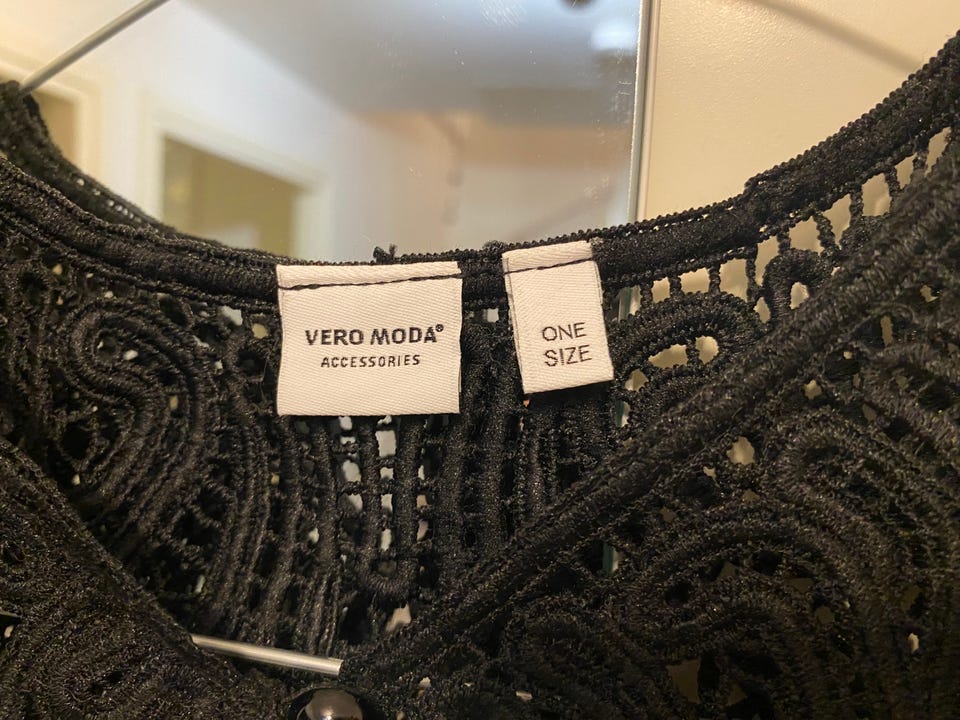 VERO MODA®
ACCESSORIES
ONE
SIZE